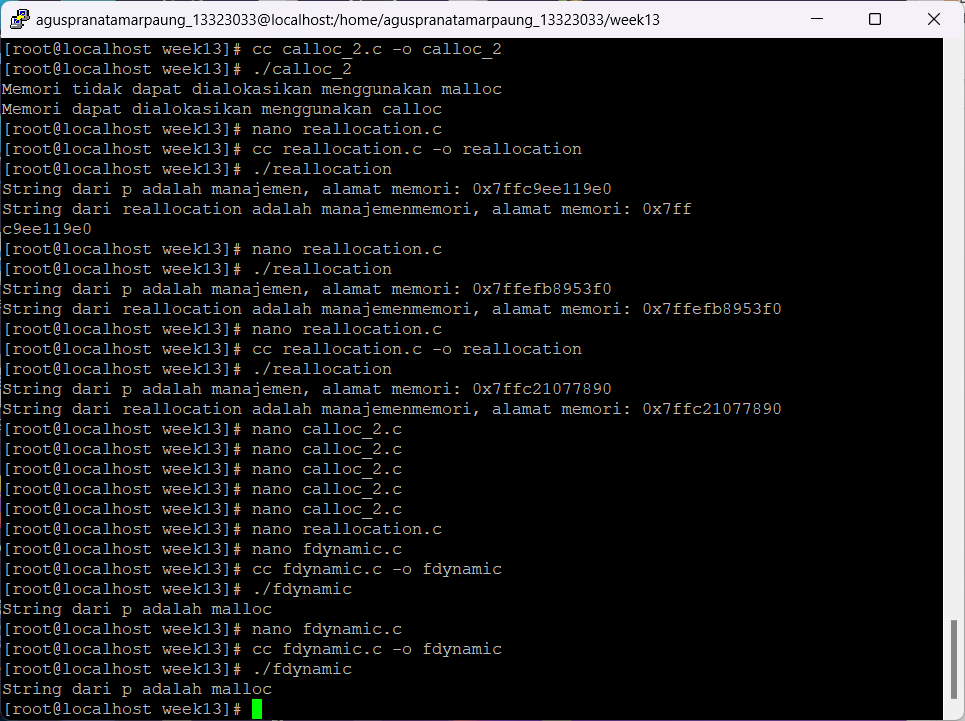 aguspranatamarpaung_13323033@localhost:/home/aguspranatamarpaung_13323033/week13
[root@localhost week13]# cc calloc_2.c -o calloc_2
[root@localhost week13]# ./calloc_2
Memori tidak dapat dialokasikan menggunakan malloc
Memori dapat dialokasikan menggunakan calloc
[root@localhost week13]# nano reallocation.c
[root@localhost week13]# cc reallocation.c -o reallocation
[root@localhost week13]# ./reallocation
String dari p adalah manajemen, alamat memori: 0x7ffc9ee119e0
String dari reallocation adalah manajemenmemori, alamat memori: 0x7ff
c9ee119e0
[root@localhost week13]# nano reallocation.c
[root@localhost week13]# ./reallocation
String dari p adalah manajemen, alamat memori: 0x7ffefb8953f0
String dari reallocation adalah manajemenmemori, alamat memori: 0x7ffefb8953f0
[root@localhost week13]# nano reallocation.c
[root@localhost week13]# cc reallocation.c -o reallocation
[root@localhost week13]# ./reallocation
String dari p adalah manajemen, alamat memori: 0x7ffc21077890
String dari reallocation adalah manajemenmemori, alamat memori: 0x7ffc21077890
[root@localhost week13]# nano calloc_2.c
[root@localhost week13]# nano calloc_2.c
[root@localhost week13]# nano calloc_2.c
[root@localhost week13]# nano calloc_2.c
[root@localhost week13]# nano calloc_2.c
[root@localhost week13]# nano reallocation.c
[root@localhost week13]# nano fdynamic.c
[root@localhost week13]# cc fdynamic.c -o fdynamic
[root@localhost week13]# ./fdynamic
String dari p adalah malloc
[root@localhost week13]# nano fdynamic.c
[root@localhost week13]# cc fdynamic.c -o fdynamic
[root@localhost week13]# ./fdynamic
String dari p adalah malloc
[root@localhost week13]#